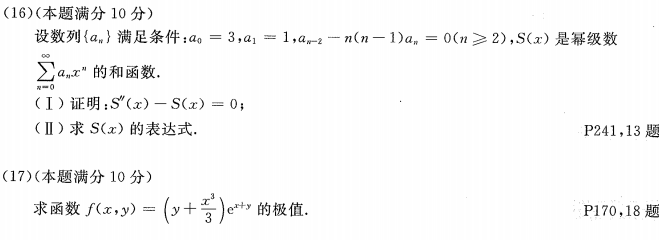 (16)(本题满分 10 分)
设数列{aₙ} 满足条件:a₀ = 3,a₁ = 1,aₙ₋₂ − n(n − 1)aₙ = 0(n ≥ 2),S(x) 是幂级数
∑_{n=0}^{∞} aₙxⁿ 的和函数.
(Ⅰ) 证明:S″(x) − S(x) = 0;
(Ⅱ) 求 S(x) 的表达式. P241,13 题
(17)(本题满分 10 分)
求函数 f(x,y) = (y + x³/3)e^{x+y} 的极值. P170,18 题